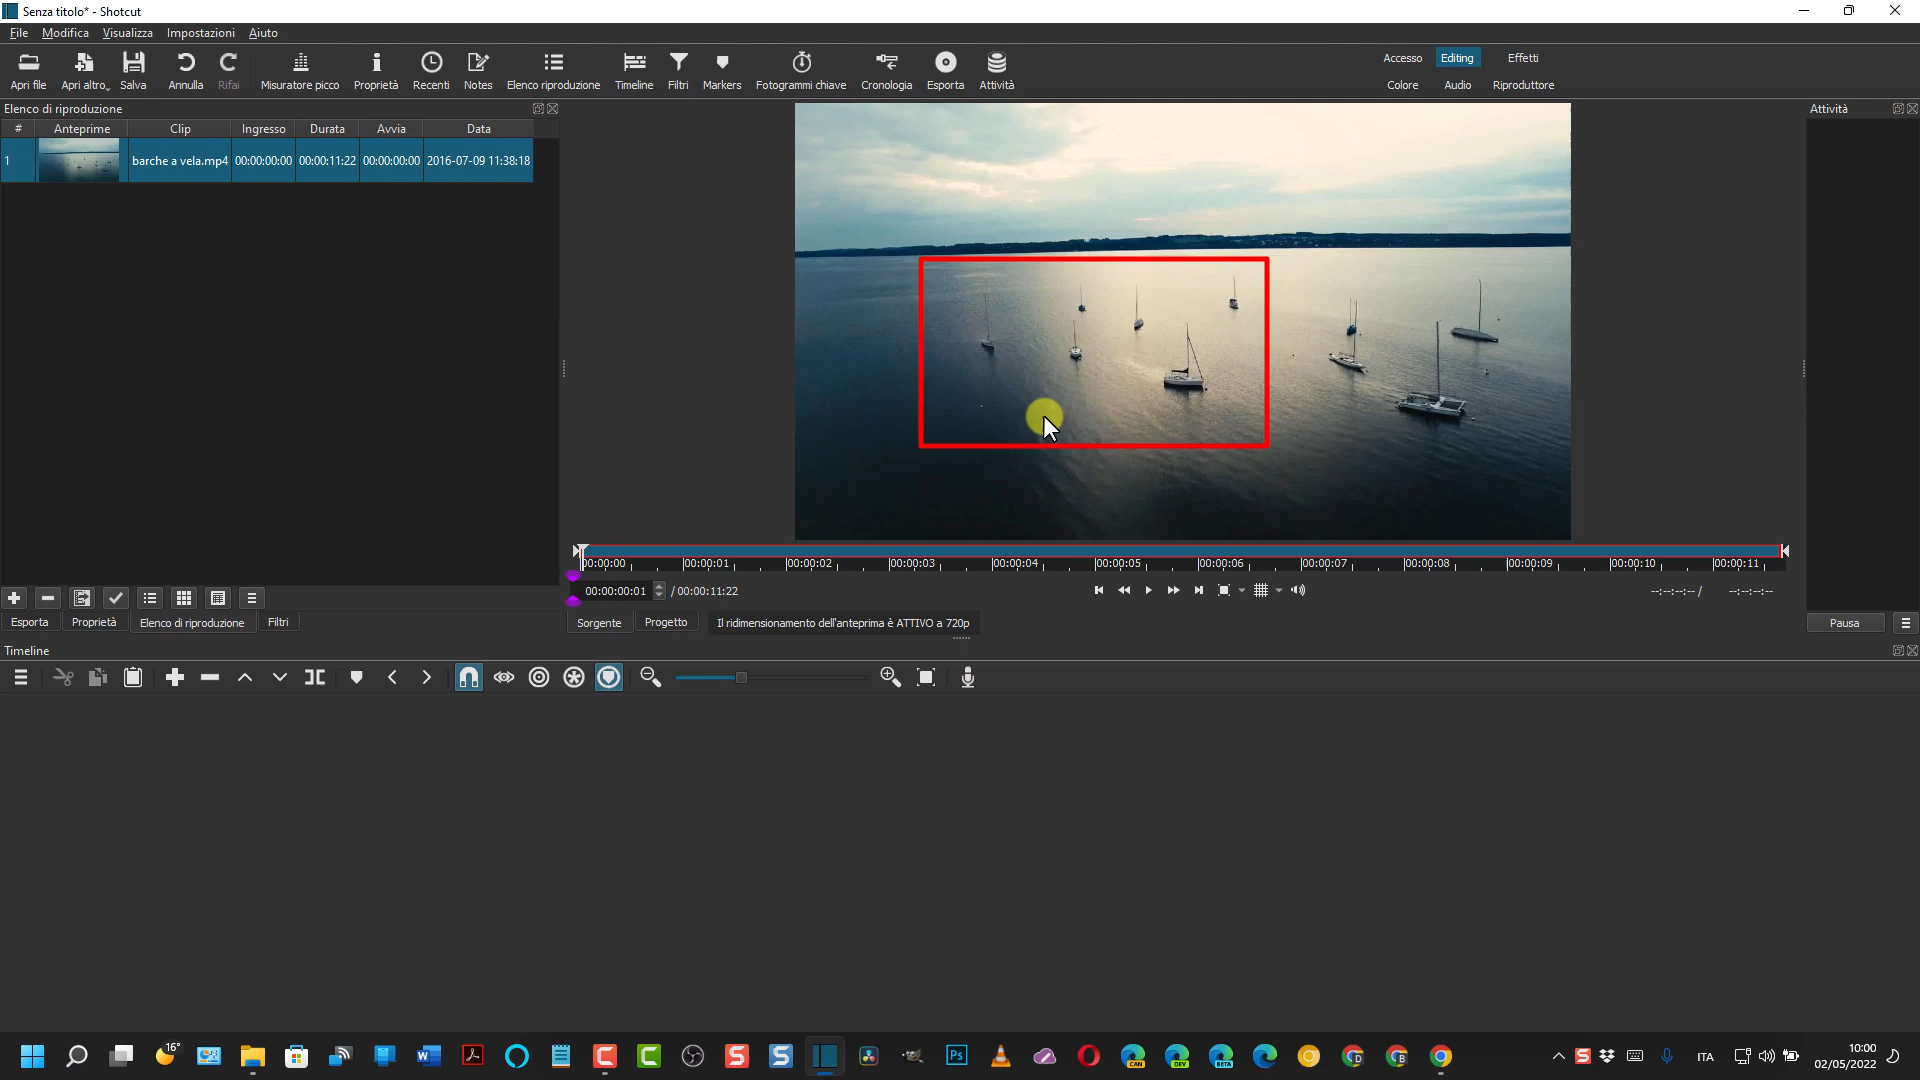 Senza titolo* - Shotcut
File Modifica Visualizza Impostazioni Aiuto
Apri file Apri altro.. Salva Annulla Rifai Misuratore picco Proprietà Recenti Notes Elenco riproduzione Timeline Filtri Markers Fotogrammi chiave Cronologia Esporta Attività
Accesso Editing Effetti
Colore Audio Riproduttore
Elenco di riproduzione
# Anteprime Clip Ingresso Durata Avvia Data
1 barche a vela.mp4 00:00:00:00 00:00:11:22 00:00:00:00 2016-07-09 11:38:18
Attività
00:00:00 00:00:01 00:00:02 00:00:03 00:00:04 00:00:05 00:00:06 00:00:07 00:00:08 00:00:09 00:00:10 00:00:11
00:00:00:01 / 00:00:11:22 --:--:--:-- / --:--:--:--
Esporta Proprietà Elenco di riproduzione Filtri
Sorgente Progetto Il ridimensionamento dell'anteprima è ATTIVO a 720p
Pausa
Timeline
16°
W
Ps
CAN
DEV
BETA
D
B
S
ITA
10:00
02/05/2022